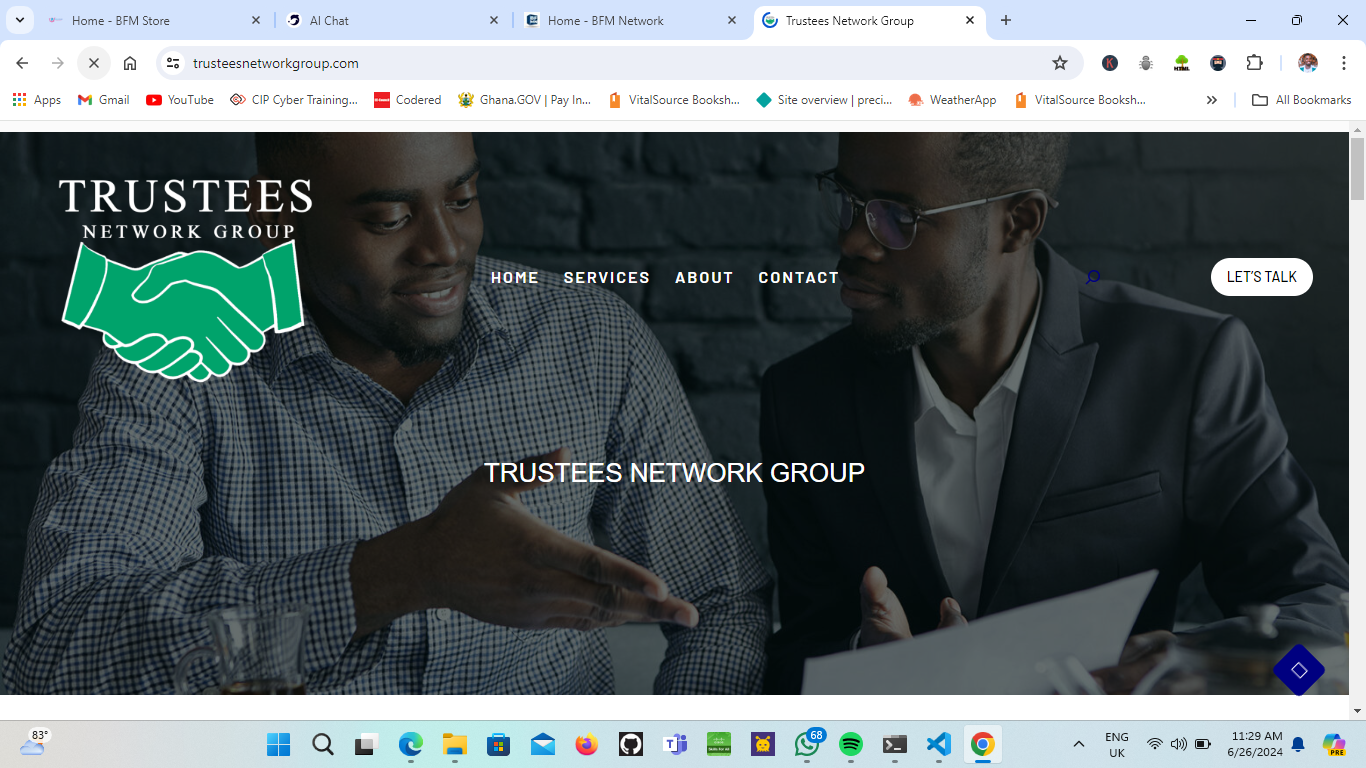 Home - BFM Store
AI Chat
Home - BFM Network
Trustees Network Group
trusteesnetworkgroup.com
Apps
Gmail
YouTube
CIP Cyber Training...
Codered
Ghana.GOV | Pay In...
VitalSource Booksh...
Site overview | preci...
WeatherApp
VitalSource Booksh...
All Bookmarks
TRUSTEES
NETWORK GROUP
HOME
SERVICES
ABOUT
CONTACT
LET'S TALK
TRUSTEES NETWORK GROUP
83°
68
ENG
UK
11:29 AM
6/26/2024
PRE